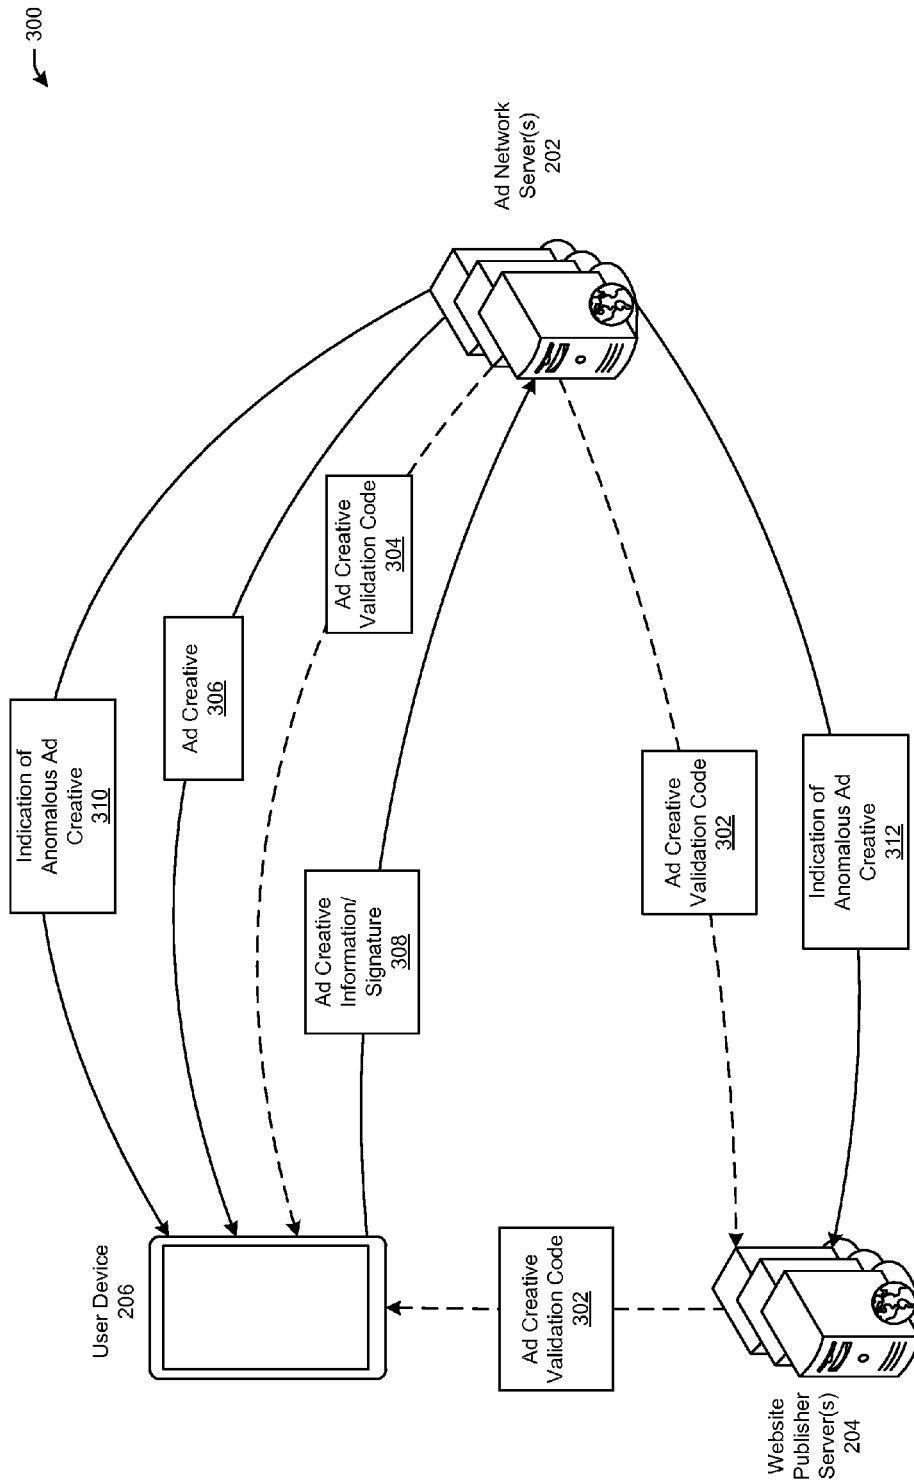 300
User Device
206
Indication of
Anomalous Ad
Creative
310
Ad Creative
306
Ad Creative
Validation Code
304
Ad Creative
Information/
Signature
308
Ad Network
Server(s)
202
Ad Creative
Validation Code
302
Ad Creative
Validation Code
302
Indication of
Anomalous Ad
Creative
312
Website
Publisher
Server(s)
204